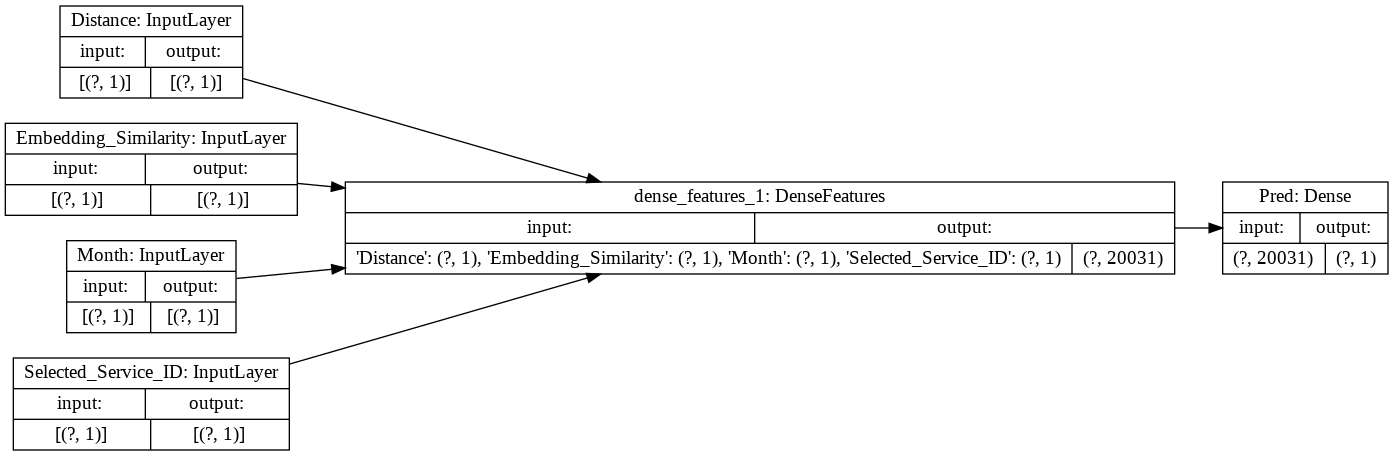 Distance: InputLayer
input: output:
[(?, 1)] [(?, 1)]
Embedding_Similarity: InputLayer
input: output:
[(?, 1)] [(?, 1)]
Month: InputLayer
input: output:
[(?, 1)] [(?, 1)]
Selected_Service_ID: InputLayer
input: output:
[(?, 1)] [(?, 1)]
dense_features_1: DenseFeatures
input: output:
'Distance': (?, 1), 'Embedding_Similarity': (?, 1), 'Month': (?, 1), 'Selected_Service_ID': (?, 1) (?, 20031)
Pred: Dense
input: output:
(?, 20031) (?, 1)